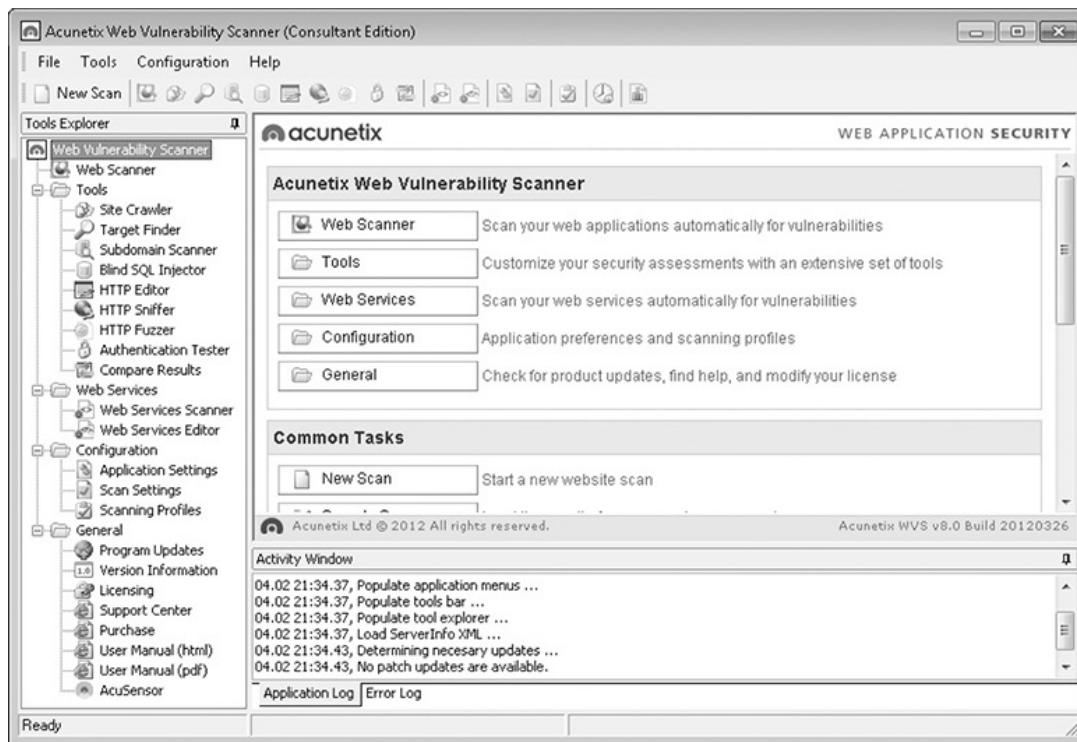 Acunetix Web Vulnerability Scanner (Consultant Edition)
File Tools Configuration Help
New Scan
Tools Explorer
Web Vulnerability Scanner
Web Scanner
Tools
Site Crawler
Target Finder
Subdomain Scanner
Blind SQL Injector
HTTP Editor
HTTP Sniffer
HTTP Fuzzer
Authentication Tester
Compare Results
Web Services
Web Services Scanner
Web Services Editor
Configuration
Application Settings
Scan Settings
Scanning Profiles
General
Program Updates
1.0 Version Information
Licensing
Support Center
Purchase
User Manual (html)
User Manual (pdf)
AcuSensor
acunetix WEB APPLICATION SECURITY
Acunetix Web Vulnerability Scanner
Web Scanner Scan your web applications automatically for vulnerabilities
Tools Customize your security assessments with an extensive set of tools
Web Services Scan your web services automatically for vulnerabilities
Configuration Application preferences and scanning profiles
General Check for product updates, find help, and modify your license
Common Tasks
New Scan Start a new website scan
Acunetix Ltd © 2012 All rights reserved. Acunetix WVS v8.0 Build 20120326
Activity Window
04.02 21:34.37, Populate application menus ...
04.02 21:34.37, Populate tools bar ...
04.02 21:34.37, Populate tool explorer ...
04.02 21:34.37, Load ServerInfo XML ...
04.02 21:34.43, Determining necesary updates ...
04.02 21:34.43, No patch updates are available.
Application Log Error Log
Ready